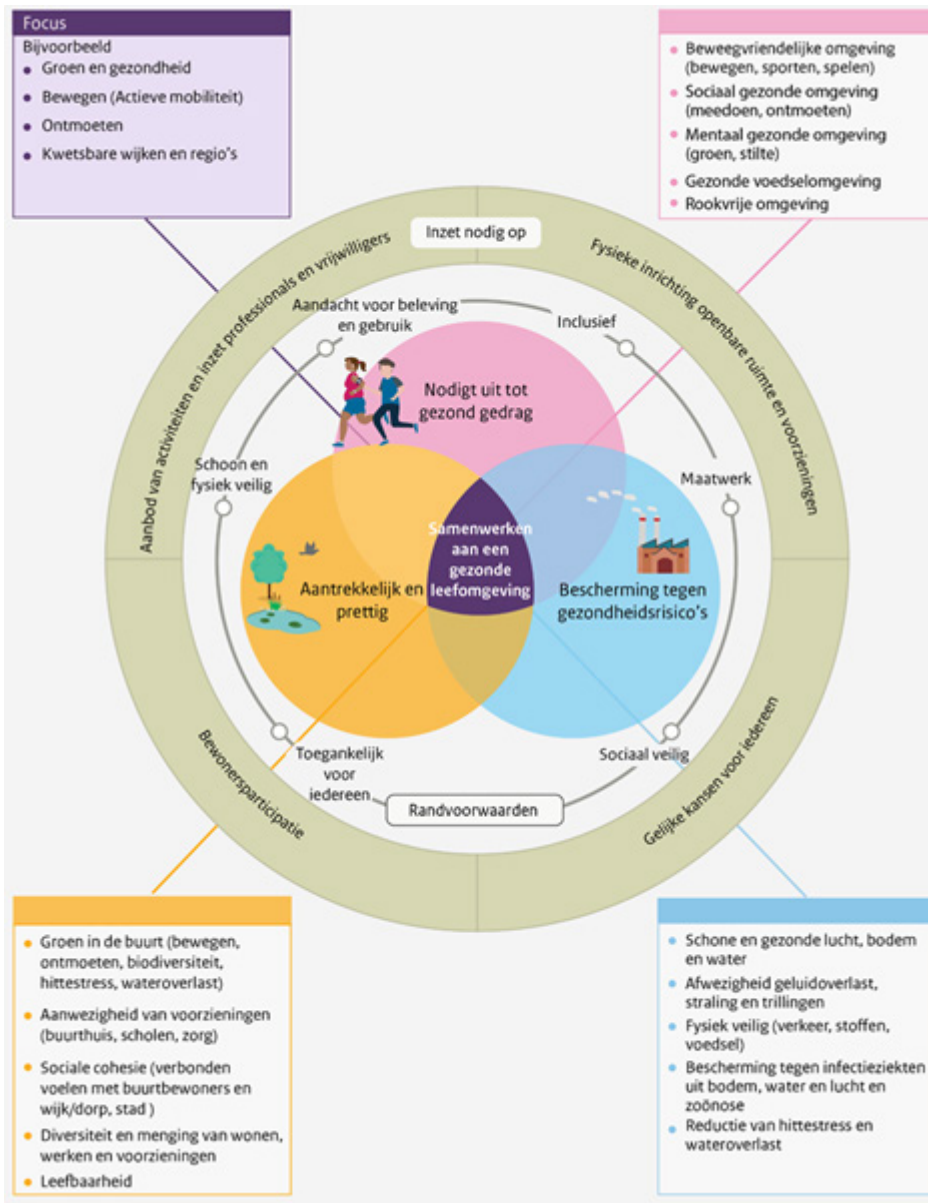 Focus
Bijvoorbeeld
Groen en gezondheid
Bewegen (Actieve mobiliteit)
Ontmoeten
Kwetsbare wijken en regio's
Beweegvriendelijke omgeving
(bewegen, sporten, spelen)
Sociaal gezonde omgeving
(meedoen, ontmoeten)
Mentaal gezonde omgeving
(groen, stilte)
Gezonde voedselomgeving
Rookvrije omgeving
Inzet nodig op
Aanbod van activiteiten en inzet professionals en vrijwilligers
Fysieke inrichting openbare ruimte en voorzieningen
Aandacht voor beleving
en gebruik
Inclusief
Nodigt uit tot
gezond gedrag
Schoon en
fysiek veilig
Maatwerk
Samenwerken
aan een
gezonde
leefomgeving
Aantrekkelijk en
prettig
Bescherming tegen
gezondheidsrisico's
Toegankelijk
voor
iedereen
Sociaal veilig
Randvoorwaarden
Bewonersparticipatie
Gelijke kansen voor iedereen
Groen in de buurt (bewegen,
ontmoeten, biodiversiteit,
hittestress, wateroverlast)
Aanwezigheid van voorzieningen
(buurthuis, scholen, zorg)
Sociale cohesie (verbonden
voelen met buurtbewoners en
wijk/dorp, stad )
Diversiteit en menging van wonen,
werken en voorzieningen
Leefbaarheid
Schone en gezonde lucht, bodem
en water
Afwezigheid geluidoverlast,
straling en trillingen
Fysiek veilig (verkeer, stoffen,
voedsel)
Bescherming tegen infectieziekten
uit bodem, water en lucht en
zoönose
Reductie van hittestress en
wateroverlast